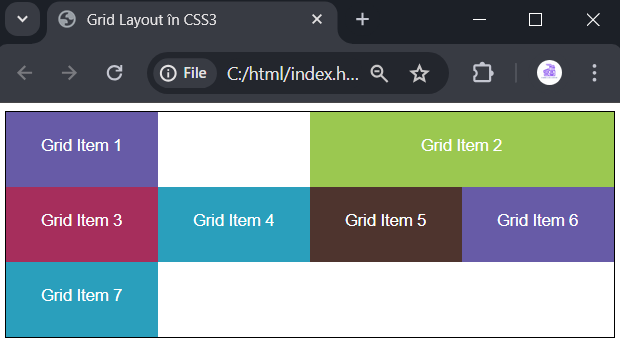 Grid Layout în CSS3
File
C:/html/index.h...
Grid Item 1
Grid Item 2
Grid Item 3
Grid Item 4
Grid Item 5
Grid Item 6
Grid Item 7